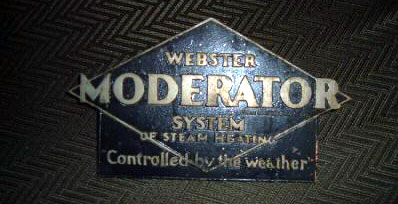 WEBSTER
MODERATOR
SYSTEM
OF STEAM HEATING
"Controlled by the weather"